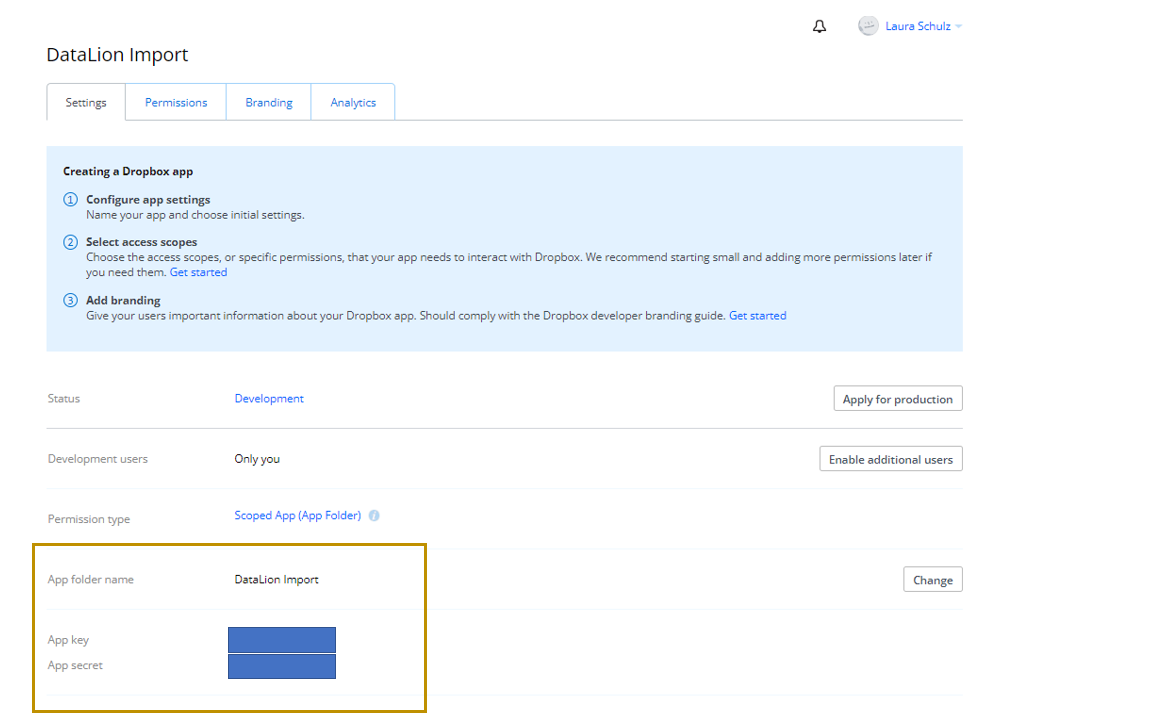 Laura Schulz
DataLion Import
Settings
Permissions
Branding
Analytics
Creating a Dropbox app
1 Configure app settings
Name your app and choose initial settings.
2 Select access scopes
Choose the access scopes, or specific permissions, that your app needs to interact with Dropbox. We recommend starting small and adding more permissions later if
you need them. Get started
3 Add branding
Give your users important information about your Dropbox app. Should comply with the Dropbox developer branding guide. Get started
Status Development Apply for production
Development users Only you Enable additional users
Permission type Scoped App (App Folder) i
App folder name DataLion Import Change
App key
App secret